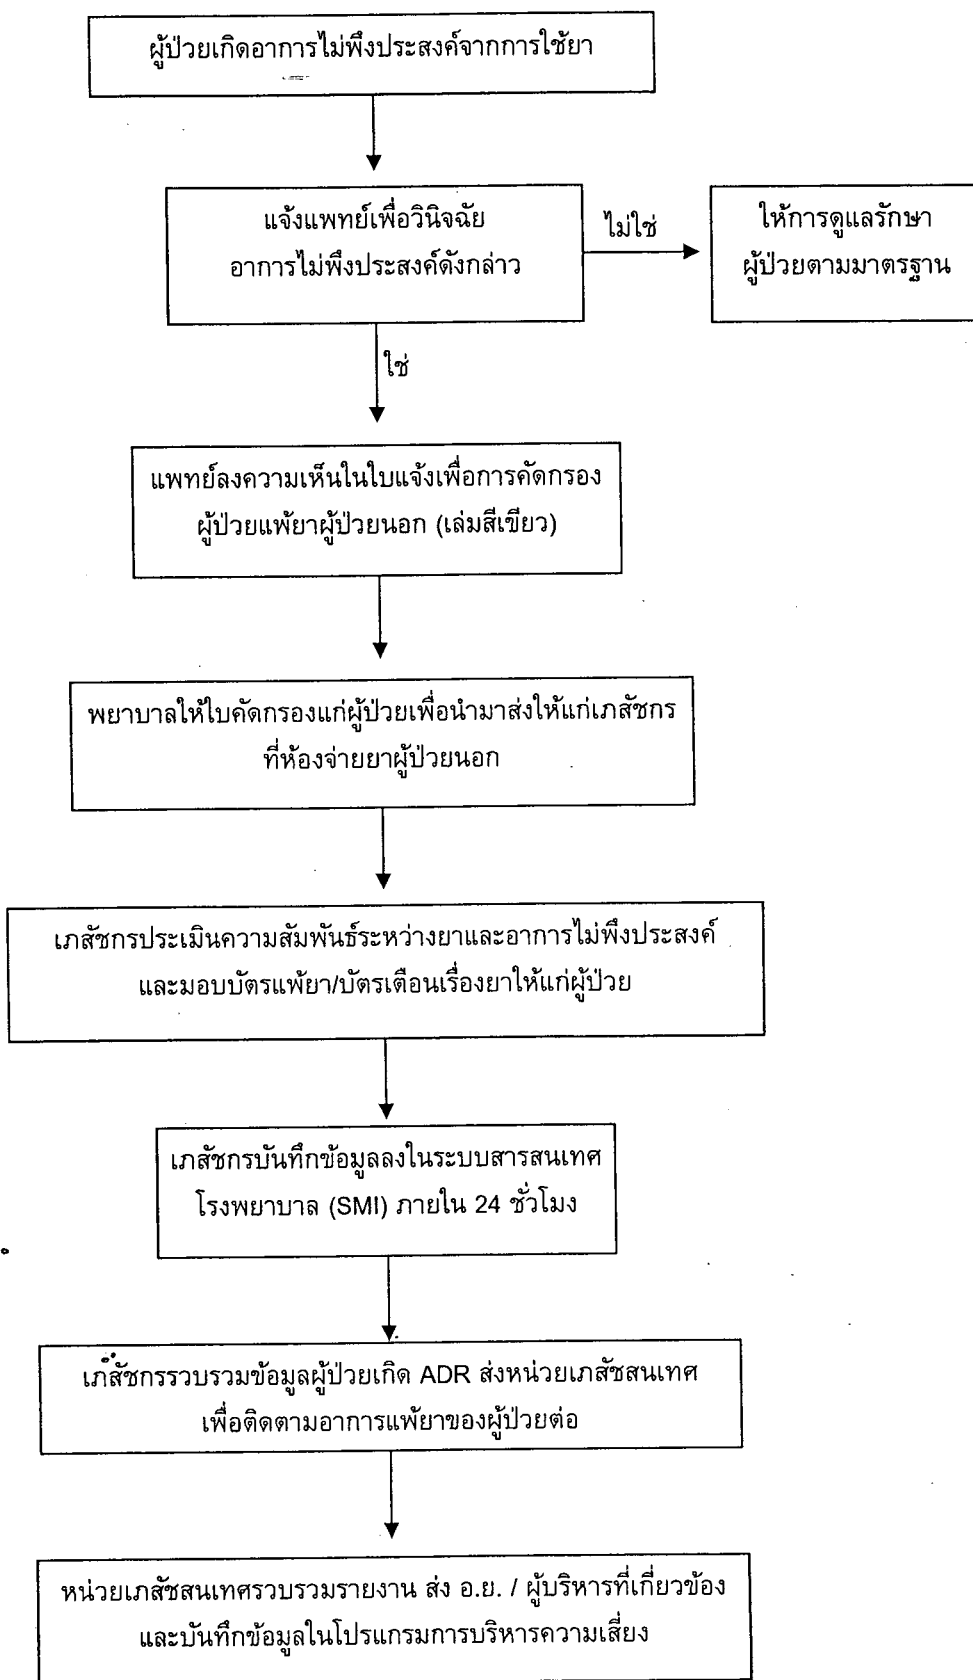 ผู้ป่วยเกิดอาการไม่พึงประสงค์จากการใช้ยา
แจ้งแพทย์เพื่อวินิจฉัย
อาการไม่พึงประสงค์ดังกล่าว
ไม่ใช่
ให้การดูแลรักษา
ผู้ป่วยตามมาตรฐาน
ใช่
แพทย์ลงความเห็นในใบแจ้งเพื่อการคัดกรอง
ผู้ป่วยแพ้ยาผู้ป่วยนอก (เล่มสีเขียว)
พยาบาลให้ใบคัดกรองแก่ผู้ป่วยเพื่อนำมาส่งให้แก่เภสัชกร
ที่ห้องจ่ายยาผู้ป่วยนอก
เภสัชกรประเมินความสัมพันธ์ระหว่างยาและอาการไม่พึงประสงค์
และมอบบัตรแพ้ยา/บัตรเตือนเรื่องยาให้แก่ผู้ป่วย
เภสัชกรบันทึกข้อมูลลงในระบบสารสนเทศ
โรงพยาบาล (SMI) ภายใน 24 ชั่วโมง
เภสัชกรรวบรวมข้อมูลผู้ป่วยเกิด ADR ส่งหน่วยเภสัชสนเทศ
เพื่อติดตามอาการแพ้ยาของผู้ป่วยต่อ
หน่วยเภสัชสนเทศรวบรวมรายงาน ส่ง อ.ย. / ผู้บริหารที่เกี่ยวข้อง
และบันทึกข้อมูลในโปรแกรมการบริหารความเสี่ยง